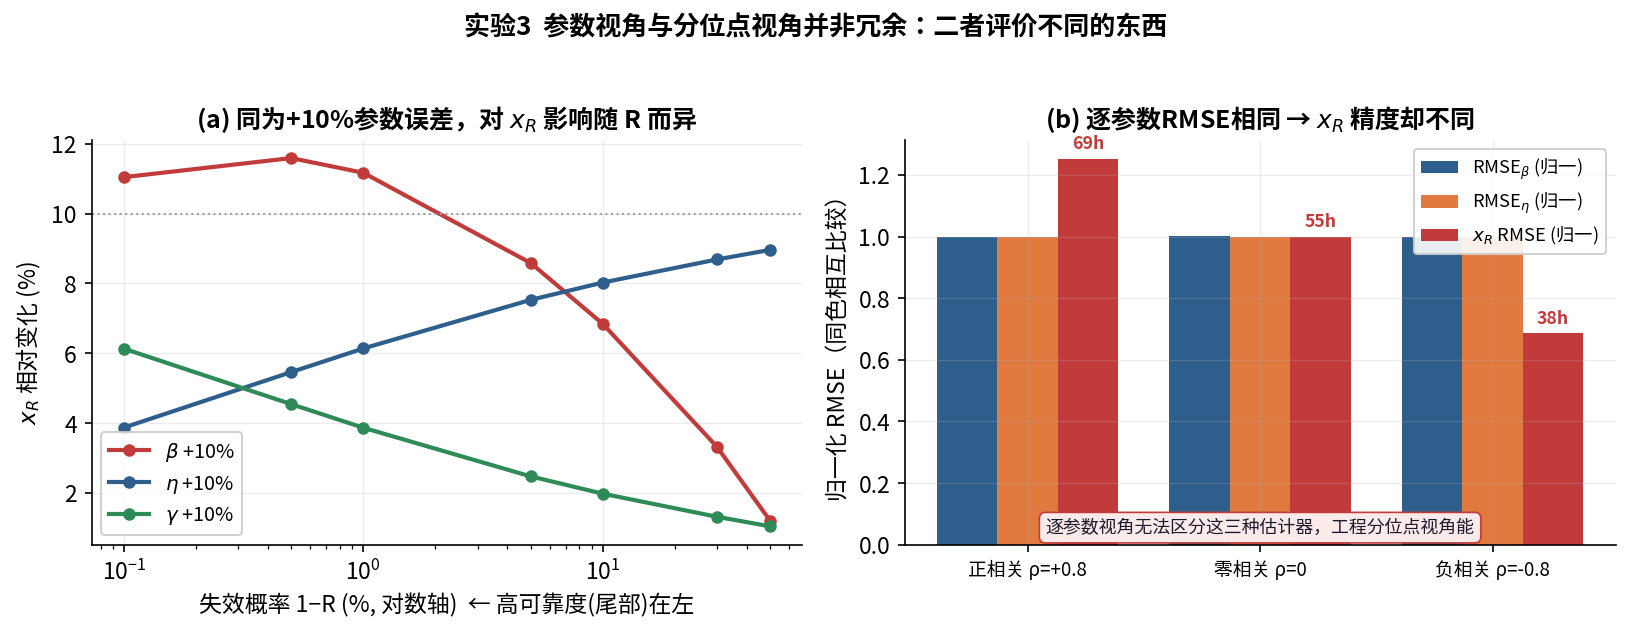 实验3 参数视角与分位点视角并非冗余：二者评价不同的东西
(a) 同为+10%参数误差，对 x_R 影响随 R 而异
x_R 相对变化 (%)
12
10
8
6
4
2
β +10%
η +10%
γ +10%
10⁻¹
10⁰
10¹
失效概率 1−R (%, 对数轴) ← 高可靠度(尾部)在左
(b) 逐参数RMSE相同 → x_R 精度却不同
归一化 RMSE（同色相互比较）
1.2
1.0
0.8
0.6
0.4
0.2
0.0
69h
55h
38h
RMSE_β (归一)
RMSE_η (归一)
x_R RMSE (归一)
逐参数视角无法区分这三种估计器，工程分位点视角能
正相关 ρ=+0.8
零相关 ρ=0
负相关 ρ=-0.8